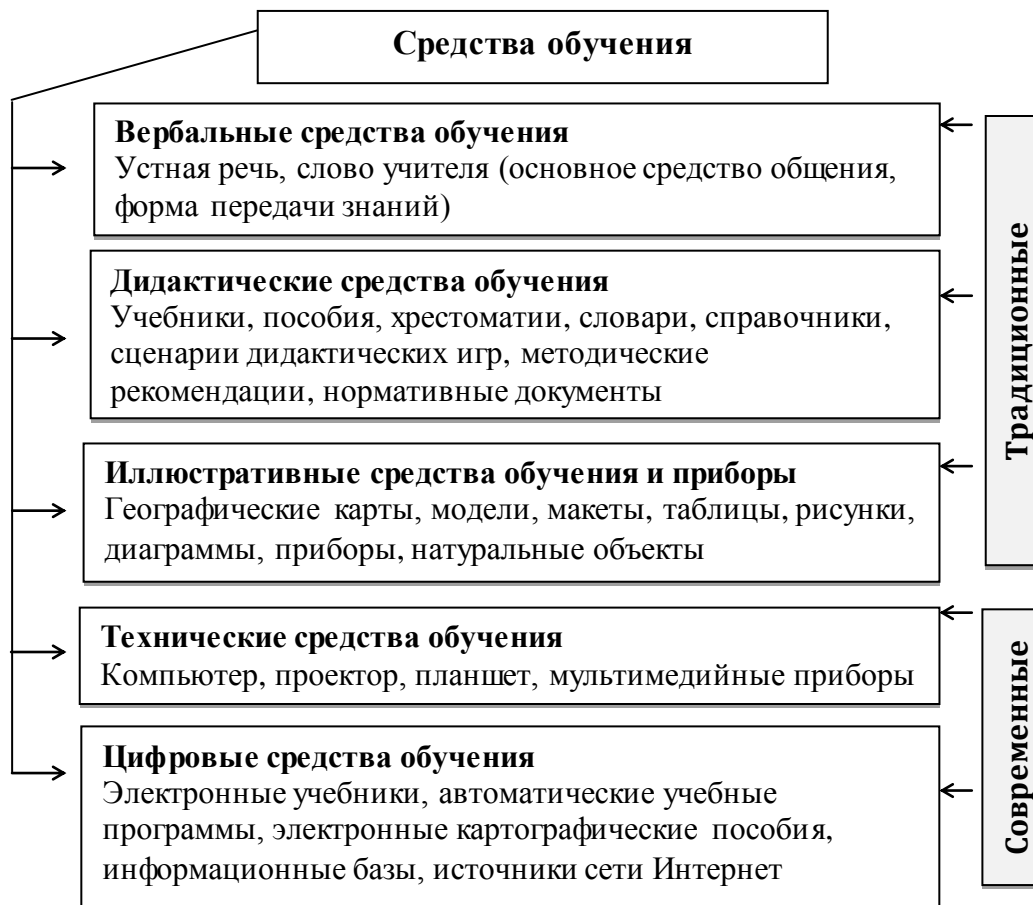 Средства обучения
Вербальные средства обучения
Устная речь, слово учителя (основное средство общения,
форма передачи знаний)
Дидактические средства обучения
Учебники, пособия, хрестоматии, словари, справочники,
сценарии дидактических игр, методические
рекомендации, нормативные документы
Иллюстративные средства обучения и приборы
Географические карты, модели, макеты, таблицы, рисунки,
диаграммы, приборы, натуральные объекты
Традиционные
Технические средства обучения
Компьютер, проектор, планшет, мультимедийные приборы
Цифровые средства обучения
Электронные учебники, автоматические учебные
программы, электронные картографические пособия,
информационные базы, источники сети Интернет
Современные